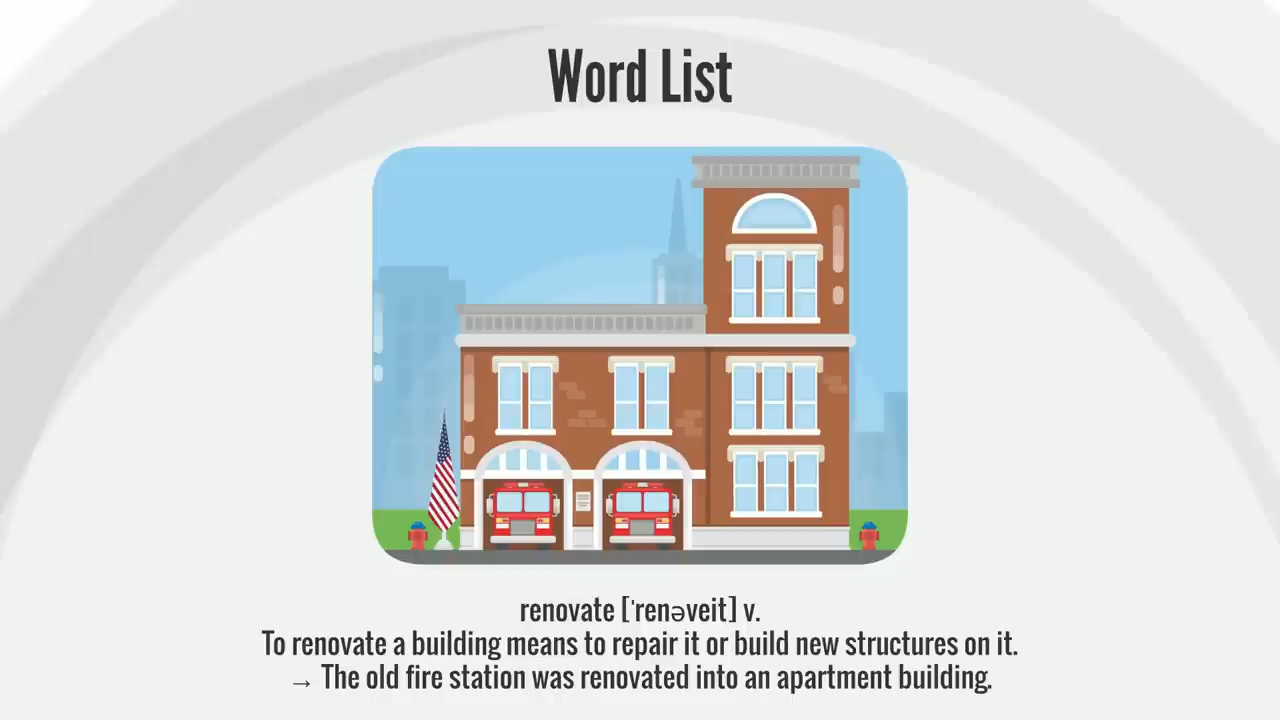 Word List
renovate [ˈrenəveit] v.
To renovate a building means to repair it or build new structures on it.
→ The old fire station was renovated into an apartment building.